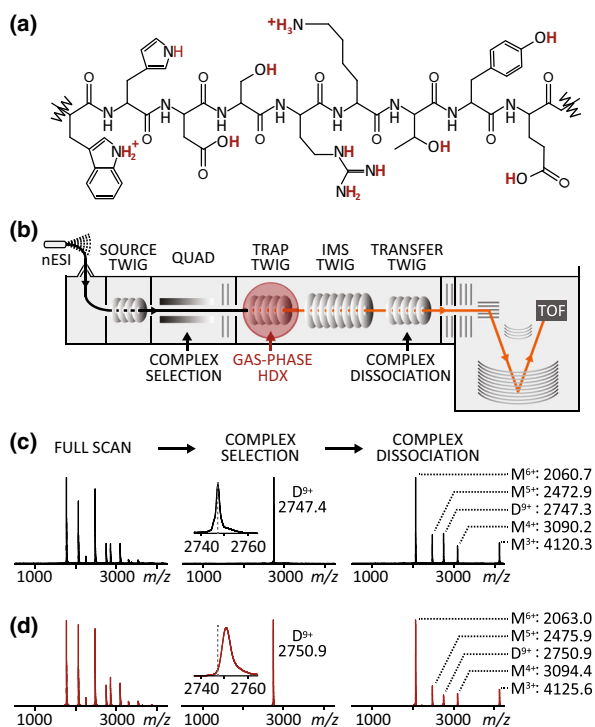 (a)
⁺H₃N
NH
O
O
OH
O
O
OH
O
N
H
H
N
N
H
H
N
N
H
H
N
N
H
H
N
O
O
O
O
NH₂⁺
O
OH
NH
NH
NH₂
OH
HO
O
(b)
nESI
SOURCE TWIG
QUAD
TRAP TWIG
IMS TWIG
TRANSFER TWIG
TOF
COMPLEX SELECTION
GAS-PHASE HDX
COMPLEX DISSOCIATION
(c)
FULL SCAN
COMPLEX SELECTION
COMPLEX DISSOCIATION
D⁹⁺
2747.4
2740 2760
M⁶⁺: 2060.7
M⁵⁺: 2472.9
D⁹⁺: 2747.3
M⁴⁺: 3090.2
M³⁺: 4120.3
1000 3000 m/z
1000 3000 m/z
1000 3000 m/z
(d)
D⁹⁺
2750.9
2740 2760
M⁶⁺: 2063.0
M⁵⁺: 2475.9
D⁹⁺: 2750.9
M⁴⁺: 3094.4
M³⁺: 4125.6
1000 3000 m/z
1000 3000 m/z
1000 3000 m/z